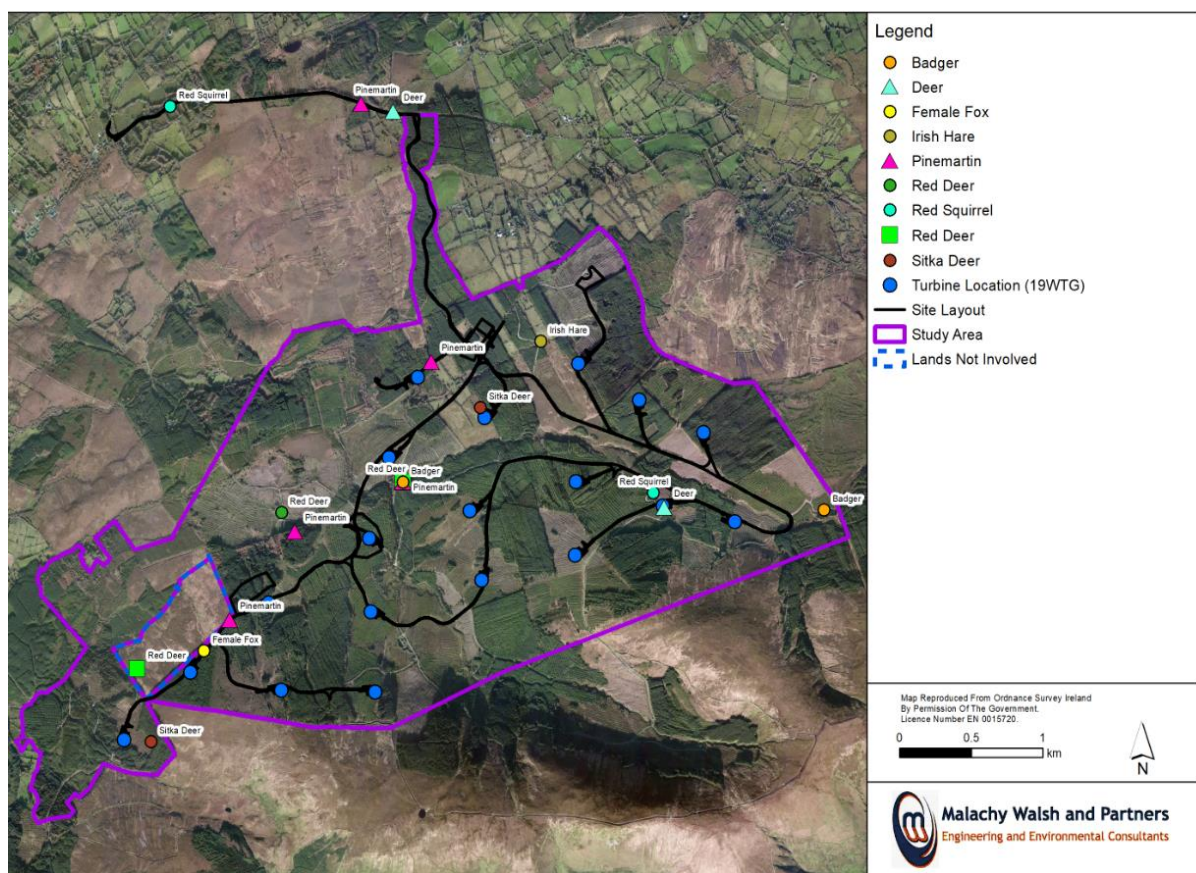 Legend
Badger
Deer
Female Fox
Irish Hare
Pinemartin
Red Deer
Red Squirrel
Red Deer
Sitka Deer
Turbine Location (19WTG)
Site Layout
Study Area
Lands Not Involved
Red Squirrel
Pinemartin
Deer
Irish Hare
Pinemartin
Sitka Deer
Red Deer
Badger
Pinemartin
Red Squirrel
Deer
Badger
Red Deer
Pinemartin
Pinemartin
Female Fox
Red Deer
Sitka Deer
Map Reproduced From Ordnance Survey Ireland
By Permission Of The Government.
Licence Number EN 0015720.
0 0.5 1
km
N
Malachy Walsh and Partners
Engineering and Environmental Consultants